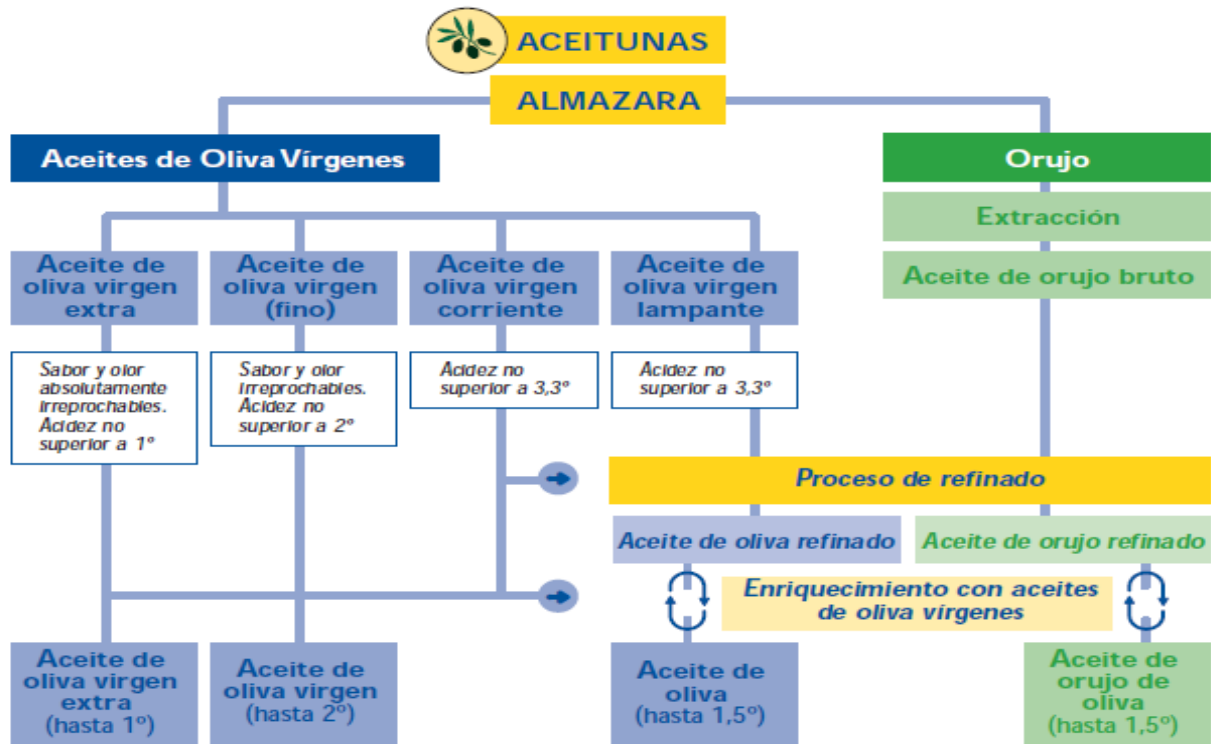 ACEITUNAS
ALMAZARA
Aceites de Oliva Vírgenes
Orujo
Extracción
Aceite de orujo bruto
Aceite de
oliva virgen
extra
Aceite de
oliva virgen
(fino)
Aceite de
oliva virgen
corriente
Aceite de
oliva virgen
lampante
Sabor y olor
absolutamente
irreprochables.
Acidez no
superior a 1º
Sabor y olor
irreprochables.
Acidez no
superior a 2º
Acidez no
superior a 3,3º
Acidez no
superior a 3,3º
Proceso de refinado
Aceite de oliva refinado
Aceite de orujo refinado
Enriquecimiento con aceites
de oliva vírgenes
Aceite de
oliva virgen
extra
(hasta 1º)
Aceite de
oliva virgen
(hasta 2º)
Aceite de
oliva
(hasta 1,5º)
Aceite de
orujo de
oliva
(hasta 1,5º)